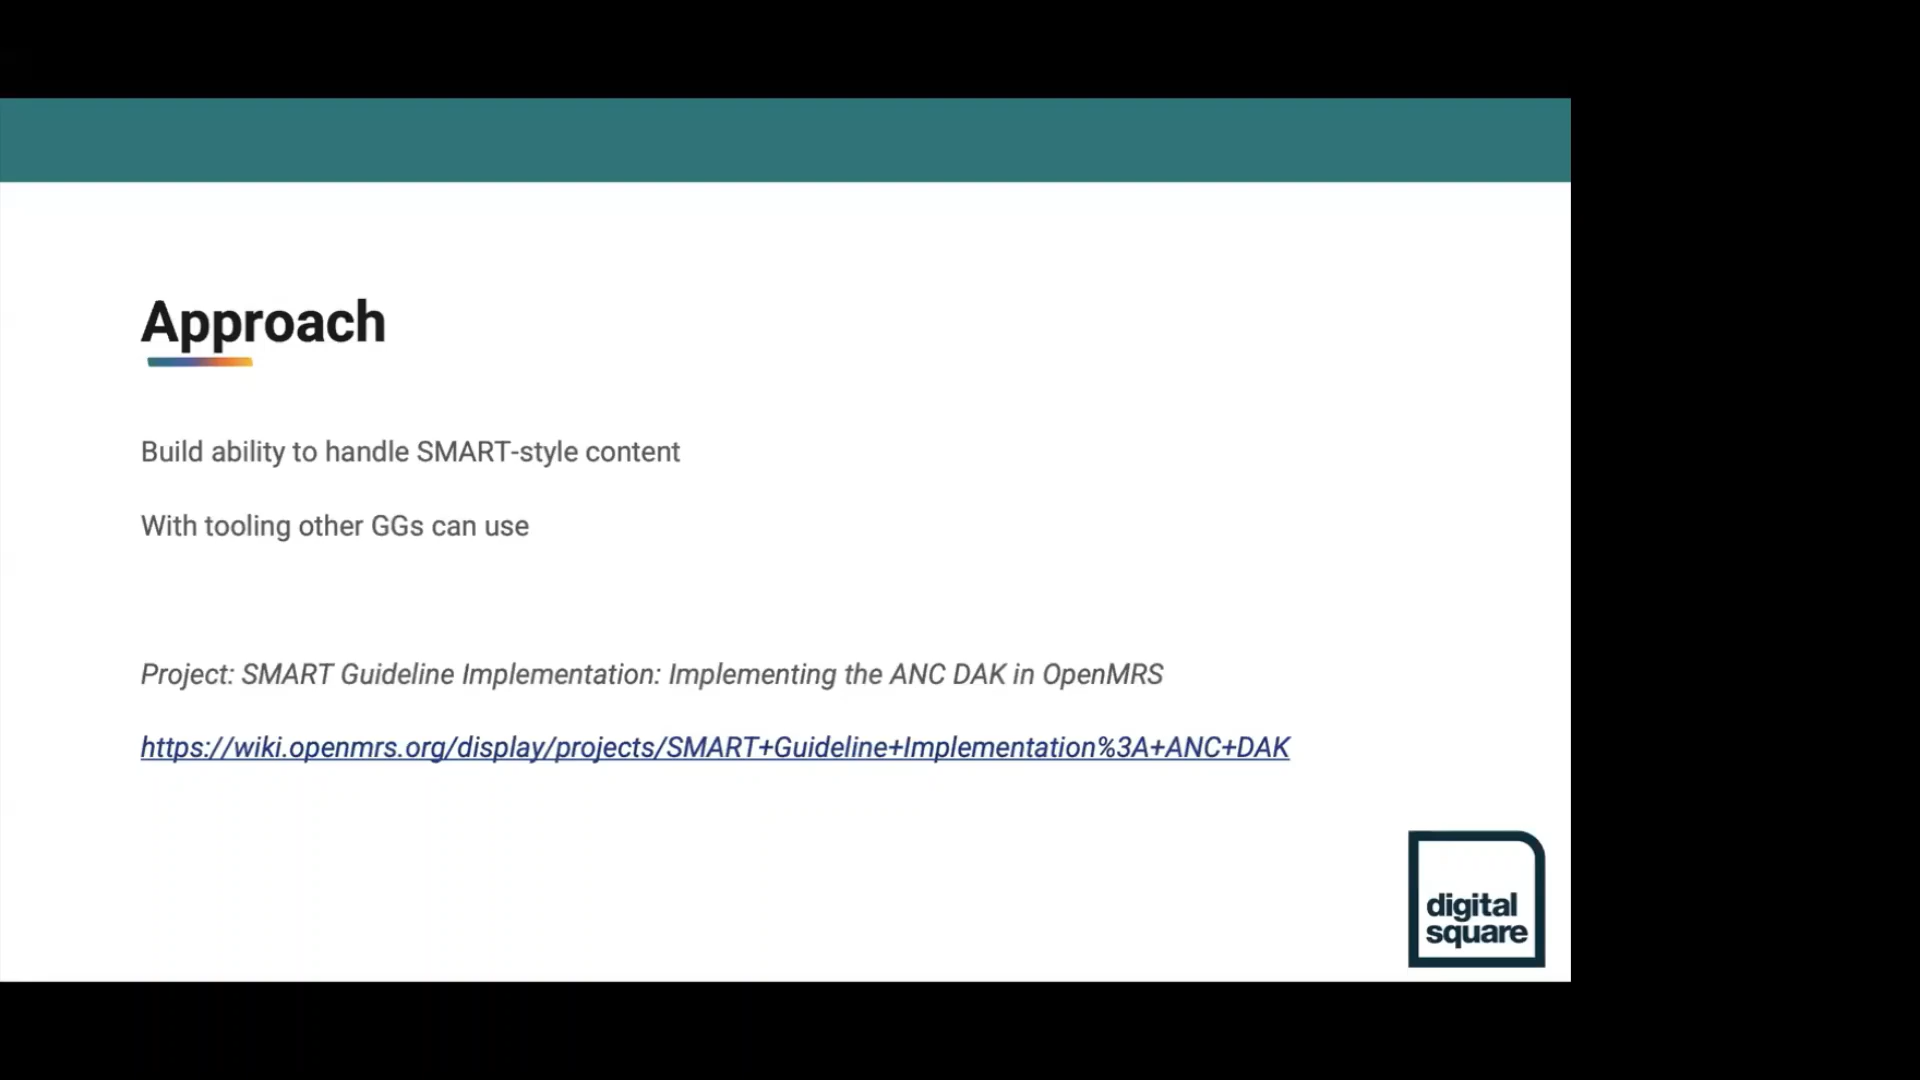 Approach
Build ability to handle SMART-style content
With tooling other GGs can use
Project: SMART Guideline Implementation: Implementing the ANC DAK in OpenMRS
https://wiki.openmrs.org/display/projects/SMART+Guideline+Implementation%3A+ANC+DAK
digital
square